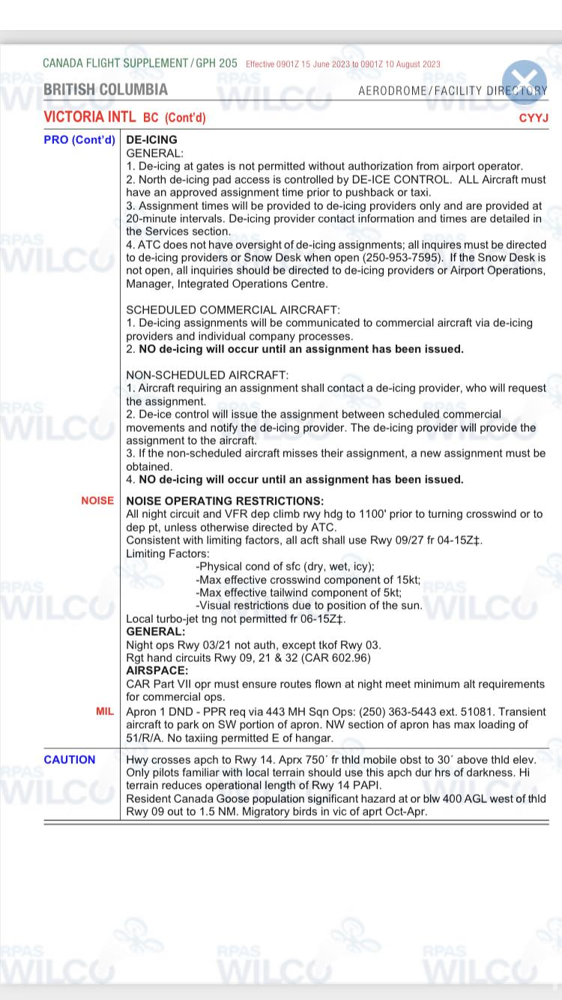 CANADA FLIGHT SUPPLEMENT / GPH 205 Effective 0901Z 15 June 2023 to 0901Z 10 August 2023
BRITISH COLUMBIA AERODROME / FACILITY DIRECTORY
VICTORIA INTL BC (Cont'd) CYYJ
PRO (Cont'd) DE-ICING
GENERAL:
1. De-icing at gates is not permitted without authorization from airport operator.
2. North de-icing pad access is controlled by DE-ICE CONTROL. ALL Aircraft must
have an approved assignment time prior to pushback or taxi.
3. Assignment times will be provided to de-icing providers only and are provided at
20-minute intervals. De-icing provider contact information and times are detailed in
the Services section.
4. ATC does not have oversight of de-icing assignments; all inquires must be directed
to de-icing providers or Snow Desk when open (250-953-7595). If the Snow Desk is
not open, all inquiries should be directed to de-icing providers or Airport Operations,
Manager, Integrated Operations Centre.
SCHEDULED COMMERCIAL AIRCRAFT:
1. De-icing assignments will be communicated to commercial aircraft via de-icing
providers and individual company processes.
2. NO de-icing will occur until an assignment has been issued.
NON-SCHEDULED AIRCRAFT:
1. Aircraft requiring an assignment shall contact a de-icing provider, who will request
the assignment.
2. De-ice control will issue the assignment between scheduled commercial
movements and notify the de-icing provider. The de-icing provider will provide the
assignment to the aircraft.
3. If the non-scheduled aircraft misses their assignment, a new assignment must be
obtained.
4. NO de-icing will occur until an assignment has been issued.
NOISE NOISE OPERATING RESTRICTIONS:
All night circuit and VFR dep climb rwy hdg to 1100' prior to turning crosswind or to
dep pt, unless otherwise directed by ATC.
Consistent with limiting factors, all acft shall use Rwy 09/27 fr 04-15Z‡.
Limiting Factors:
-Physical cond of sfc (dry, wet, icy);
-Max effective crosswind component of 15kt;
-Max effective tailwind component of 5kt;
-Visual restrictions due to position of the sun.
Local turbo-jet tng not permitted fr 06-15Z‡.
GENERAL:
Night ops Rwy 03/21 not auth, except tkof Rwy 03.
Rgt hand circuits Rwy 09, 21 & 32 (CAR 602.96)
AIRSPACE:
CAR Part VII opr must ensure routes flown at night meet minimum alt requirements
for commercial ops.
MIL Apron 1 DND - PPR req via 443 MH Sqn Ops: (250) 363-5443 ext. 51081. Transient
aircraft to park on SW portion of apron. NW section of apron has max loading of
51/R/A. No taxiing permitted E of hangar.
CAUTION Hwy crosses apch to Rwy 14. Aprx 750´ fr thld mobile obst to 30´ above thld elev.
Only pilots familiar with local terrain should use this apch dur hrs of darkness. Hi
terrain reduces operational length of Rwy 14 PAPI.
Resident Canada Goose population significant hazard at or blw 400 AGL west of thld
Rwy 09 out to 1.5 NM. Migratory birds in vic of aprt Oct-Apr.
RPAS
WILCO